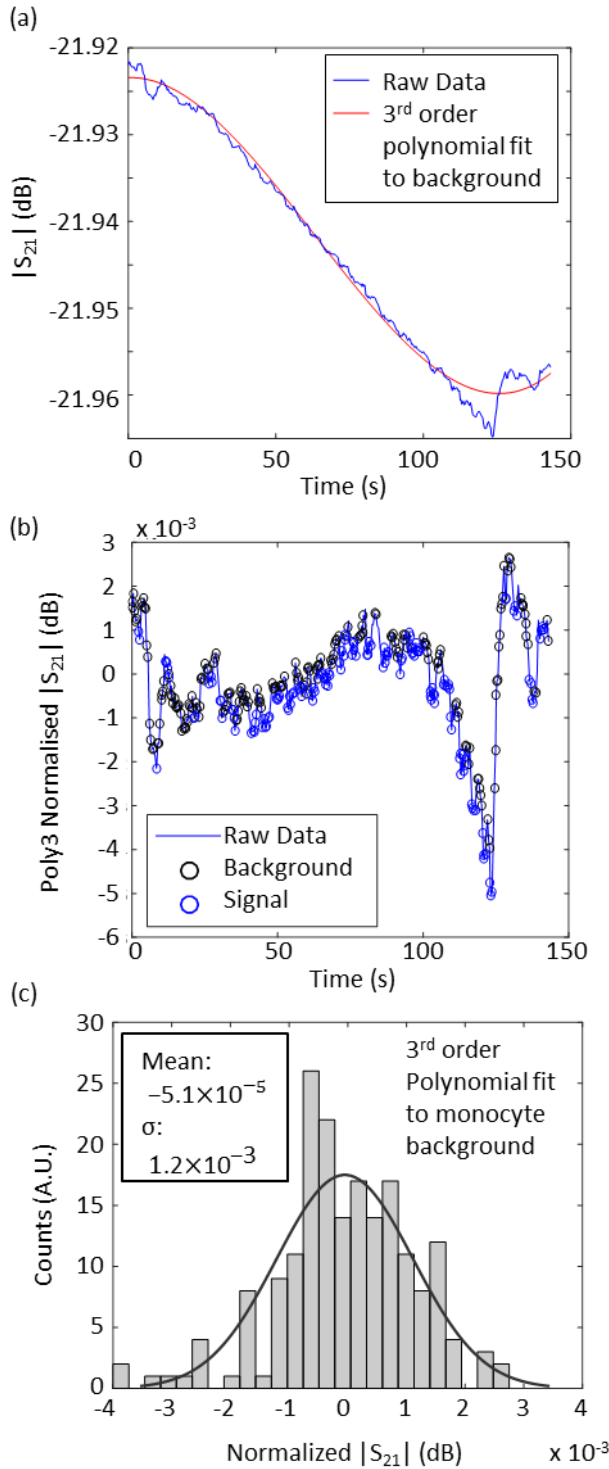 (a)
-21.92
-21.93
-21.94
-21.95
-21.96
|S21| (dB)
Raw Data
3rd order
polynomial fit
to background
0
50
100
150
Time (s)
(b)
x 10-3
3
2
1
0
-1
-2
-3
-4
-5
-6
Poly3 Normalised |S21| (dB)
Raw Data
Background
Signal
0
50
100
150
Time (s)
(c)
30
25
20
15
10
5
0
Counts (A.U.)
Mean:
−5.1×10−5
σ:
1.2×10−3
3rd order
Polynomial fit
to monocyte
background
-4
-3
-2
-1
0
1
2
3
4
Normalized |S21| (dB)
x 10-3